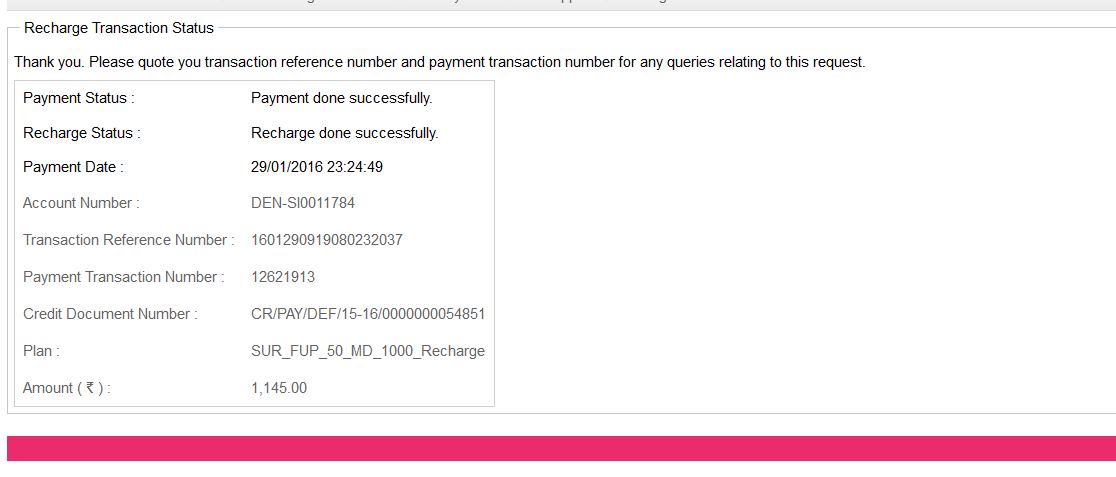 Recharge Transaction Status
Thank you. Please quote you transaction reference number and payment transaction number for any queries relating to this request.
Payment Status : Payment done successfully.
Recharge Status : Recharge done successfully.
Payment Date : 29/01/2016 23:24:49
Account Number : DEN-SI0011784
Transaction Reference Number : 1601290919080232037
Payment Transaction Number : 12621913
Credit Document Number : CR/PAY/DEF/15-16/0000000054851
Plan : SUR_FUP_50_MD_1000_Recharge
Amount ( ₹ ) : 1,145.00